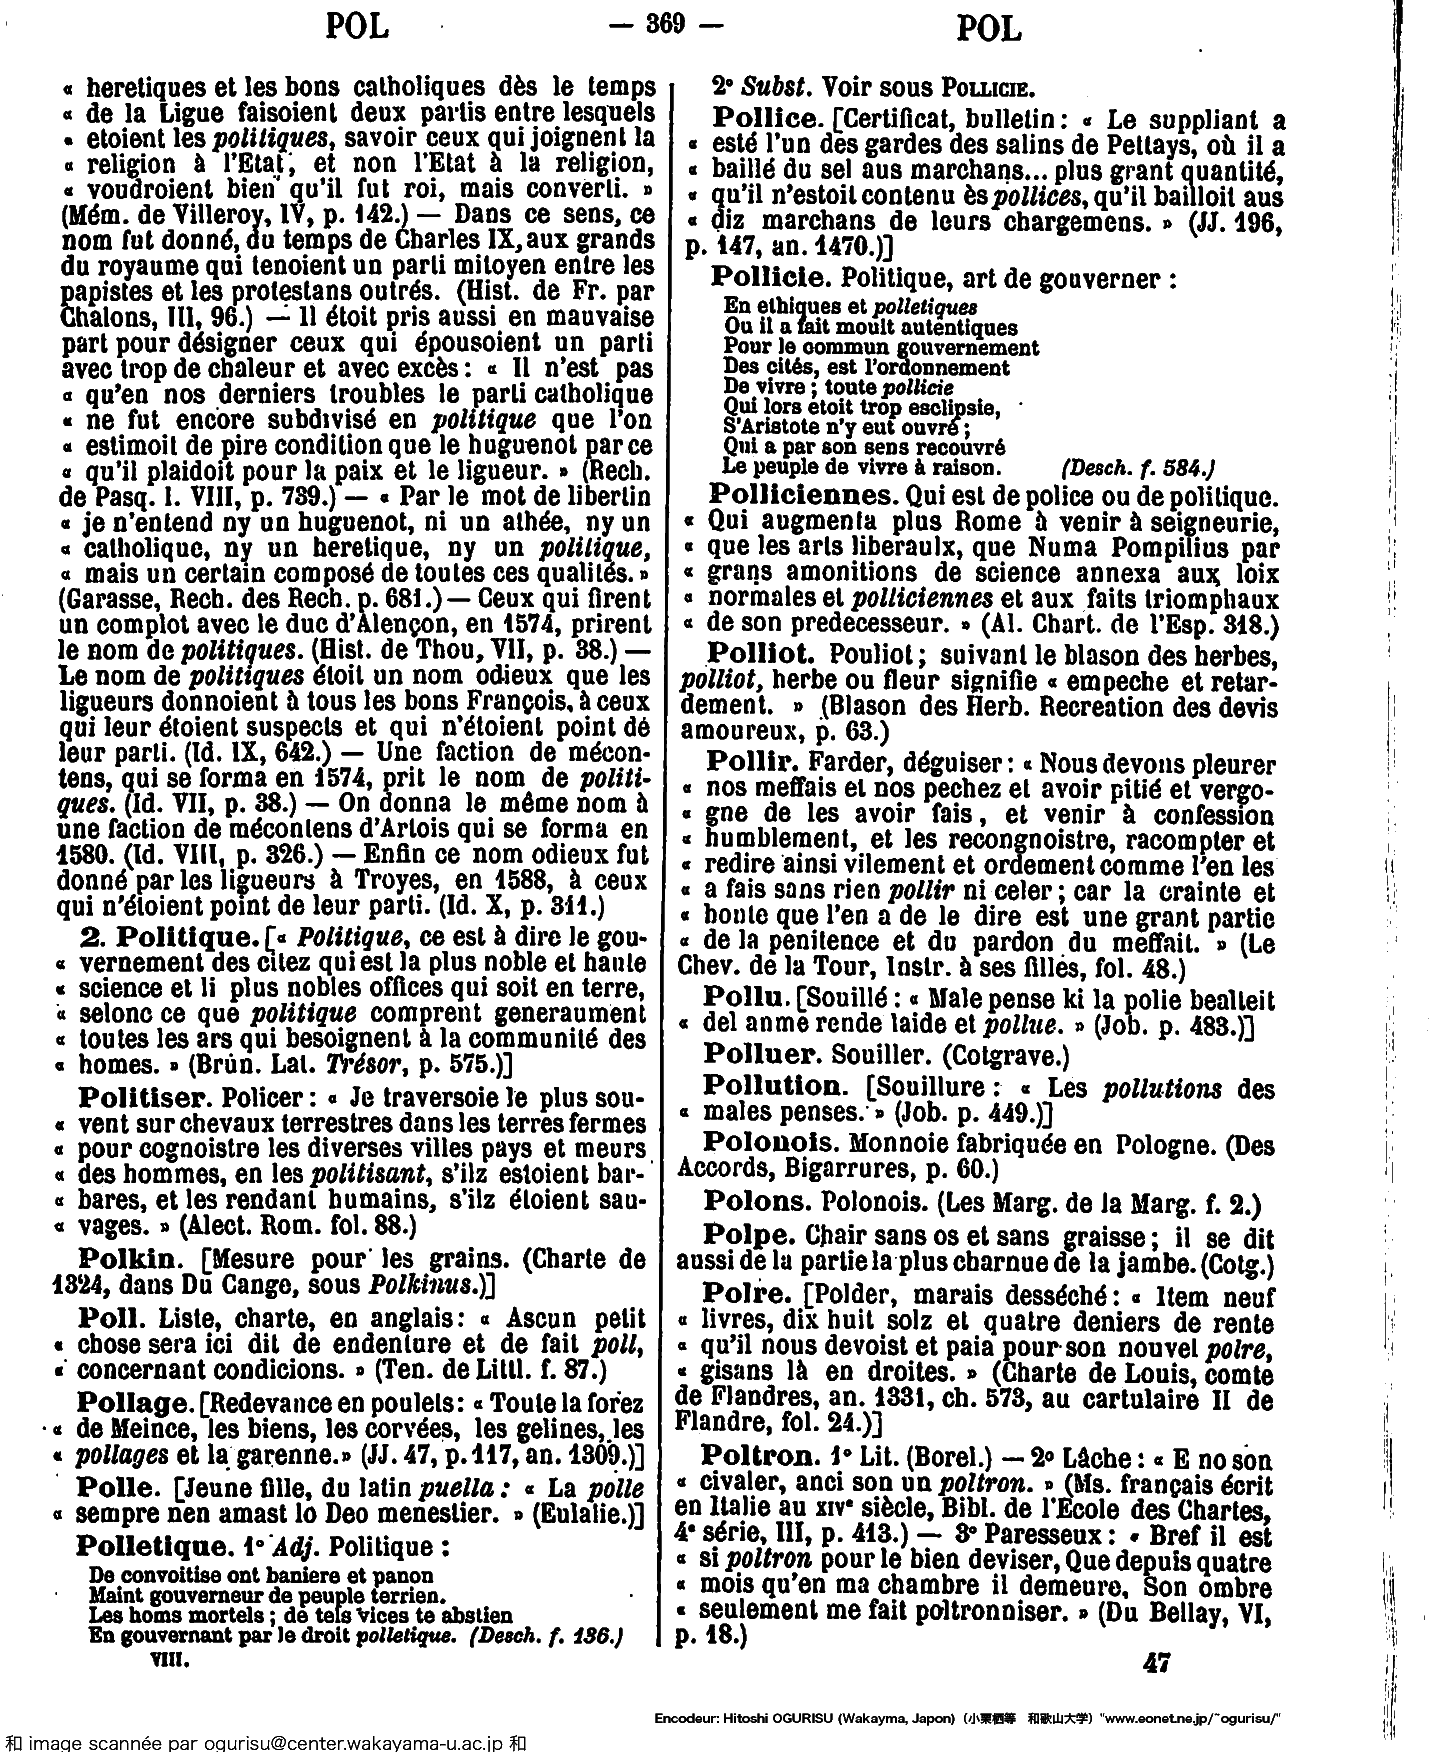 POL — 369 — POL
« heretiques et les bons catholiques dès le temps
« de la Ligue faisoient deux partis entre lesquels
« etoient les politiques, savoir ceux qui joignent la
« religion à l'Etat, et non l'Etat à la religion,
« voudroient bien qu'il fut roi, mais converti. »
(Mém. de Villeroy, IV, p. 142.) — Dans ce sens, ce
nom fut donné, du temps de Charles IX, aux grands
du royaume qui tenoient un parti mitoyen entre les
papistes et les protestans outrés. (Hist. de Fr. par
Chalons, III, 96.) — Il étoit pris aussi en mauvaise
part pour désigner ceux qui épousoient un parti
avec trop de chaleur et avec excès : « Il n'est pas
« qu'en nos derniers troubles le parti catholique
« ne fut encore subdivisé en politique que l'on
« estimoit de pire condition que le huguenot par ce
« qu'il plaidoit pour la paix et le ligueur. » (Rech.
de Pasq. l. VIII, p. 739.) — « Par le mot de libertin
« je n'entend ny un huguenot, ni un athée, ny un
« catholique, ny un heretique, ny un politique,
« mais un certain composé de toutes ces qualités. »
(Garasse, Rech. des Rech. p. 681.) — Ceux qui firent
un complot avec le duc d'Alençon, en 1574, prirent
le nom de politiques. (Hist. de Thou, VII, p. 38.) —
Le nom de politiques étoit un nom odieux que les
ligueurs donnoient à tous les bons François, à ceux
qui leur étoient suspects et qui n'étoient point de
leur parti. (Id. IX, 642.) — Une faction de mécon-
tens, qui se forma en 1574, prit le nom de politi-
ques. (Id. VII, p. 38.) — On donna le même nom à
une faction de mécontens d'Artois qui se forma en
1580. (Id. VIII, p. 326.) — Enfin ce nom odieux fut
donné par les ligueurs à Troyes, en 1588, à ceux
qui n'étoient point de leur parti. (Id. X, p. 311.)
2. Politique. [« Politique, ce est à dire le gou-
« vernement des citez qui est la plus noble et haute
« science et li plus nobles offices qui soit en terre,
« selonc ce que politique comprent generaument
« toutes les ars qui besoignent à la communité des
« homes. » (Brun. Lat. Trésor, p. 575.)]
Politiser. Policer : « Je traversoie le plus sou-
« vent sur chevaux terrestres dans les terres fermes
« pour cognoistre les diverses villes pays et meurs
« des hommes, en les politisant, s'ilz estoient bar-
« bares, et les rendant humains, s'ilz étoient sau-
« vages. » (Alect. Rom. fol. 88.)
Polkin. [Mesure pour les grains. (Charte de
1324, dans Du Cange, sous Polkinus.)]
Poll. Liste, charte, en anglais : « Ascun petit
« chose sera ici dit de endenture et de fait poll,
« concernant condicions. » (Ten. de Littl. f. 87.)
Pollage. [Redevance en poulets : « Toute la forez
« de Meince, les biens, les corvées, les gelines, les
« pollages et la garenne. » (JJ. 47, p. 117, an. 1309.)]
Polle. [Jeune fille, du latin puella : « La polle
« sempre nen amast lo Deo menestier. » (Eulalie.)]
Polletique. 1° Adj. Politique :
De convoitise ont baniere et panon
Maint gouverneur de peuple terrien.
Les homs mortels ; de tels vices te abstien
En gouvernant par le droit polletique. (Desch. f. 136.)
VIII.
2° Subst. Voir sous POLLICIE.
Pollice. [Certificat, bulletin : « Le suppliant a
« esté l'un des gardes des salins de Pettays, où il a
« baillé du sel aus marchans... plus grant quantité,
« qu'il n'estoit contenu ès pollices, qu'il bailloit aus
« diz marchans de leurs chargemens. » (JJ. 196,
p. 147, an. 1470.)]
Pollicie. Politique, art de gouverner :
En ethiques et polletiques
Ou il a fait moult autentiques
Pour le commun gouvernement
Des cités, est l'ordonnement
De vivre ; toute pollicie
Qui lors etoit trop esclipsie,
S'Aristote n'y eut ouvré ;
Qui a par son sens recouvré
Le peuple de vivre à raison. (Desch. f. 584.)
Polliciennes. Qui est de police ou de politique.
« Qui augmenta plus Rome à venir à seigneurie,
« que les arts liberaulx, que Numa Pompilius par
« grans amonitions de science annexa aux loix
« normales et polliciennes et aux faits triomphaux
« de son predecesseur. » (Al. Chart. de l'Esp. 318.)
Polliot. Pouliot ; suivant le blason des herbes,
polliot, herbe ou fleur signifie « empeche et retar-
dement. » (Blason des Herb. Recreation des devis
amoureux, p. 63.)
Pollir. Farder, déguiser : « Nous devons pleurer
« nos meffais et nos pechez et avoir pitié et vergo-
« gne de les avoir fais, et venir à confession
« humblement, et les recongnoistre, racompter et
« redire ainsi vilement et ordement comme l'en les
« a fais sans rien pollir ni celer ; car la crainte et
« honte que l'en a de le dire est une grant partie
« de la penitence et du pardon du meffait. » (Le
Chev. de la Tour, Instr. à ses filles, fol. 48.)
Pollu. [Souillé : « Male pense ki la polie bealteit
« del anme rende laide et pollue. » (Job. p. 483.)]
Polluer. Souiller. (Cotgrave.)
Pollution. [Souillure : « Les pollutions des
« males penses. » (Job. p. 449.)]
Polonois. Monnoie fabriquée en Pologne. (Des
Accords, Bigarrures, p. 60.)
Polons. Polonois. (Les Marg. de la Marg. f. 2.)
Polpe. Chair sans os et sans graisse ; il se dit
aussi de la partie la plus charnue de la jambe. (Cotg.)
Polre. [Polder, marais desséché : « Item neuf
« livres, dix huit solz et quatre deniers de rente
« qu'il nous devoist et paia pour son nouvel polre,
« gisans là en droites. » (Charte de Louis, comte
de Flandres, an. 1331, ch. 573, au cartulaire II de
Flandre, fol. 24.)]
Poltron. 1° Lit. (Borel.) — 2° Lâche : « E no son
« civaler, anci son un poltron. » (Ms. français écrit
en Italie au XIVe siècle, Bibl. de l'Ecole des Chartes,
4e série, III, p. 413.) — 3° Paresseux : « Bref il est
« si poltron pour le bien deviser, Que depuis quatre
« mois qu'en ma chambre il demeure, Son ombre
« seulement me fait poltronniser. » (Du Bellay, VI,
p. 18.)
47
Encodeur: Hitoshi OGURISU (Wakayma, Japon) (小栗栖等 和歌山大学) "www.eonet.ne.jp/~ogurisu/"
和 image scannée par ogurisu@center.wakayama-u.ac.jp 和